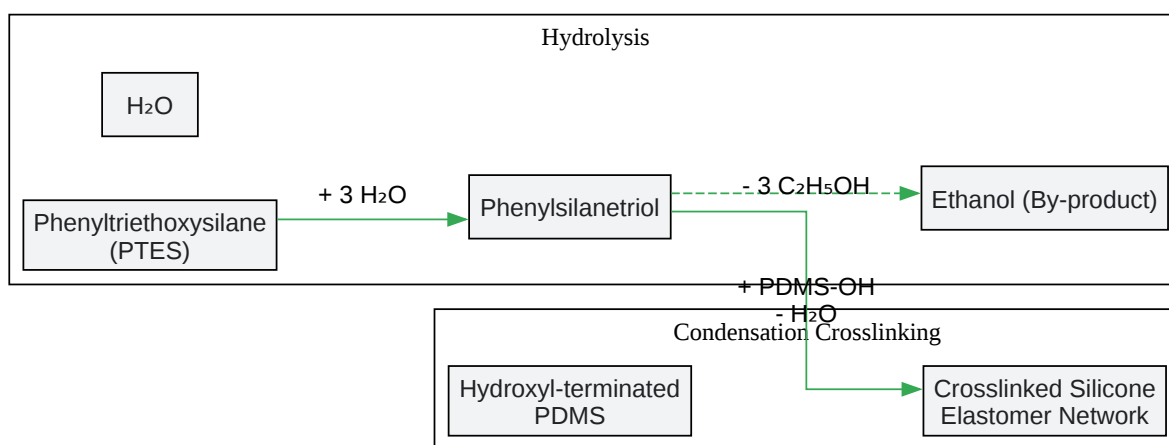 Hydrolysis
H₂O
+ 3 H₂O
Phenyltriethoxysilane
(PTES)
Phenylsilanetriol
- 3 C₂H₅OH
Ethanol (By-product)
+ PDMS-OH
- H₂O
Condensation Crosslinking
Hydroxyl-terminated
PDMS
Crosslinked Silicone
Elastomer Network